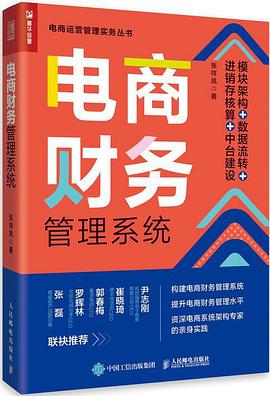 电商运营管理实务丛书
电商
财务
管理系统
模块架构+数据流转+
进销存核算+中台建设
张祥凤 著
尹志刚
崔晓琦
郭春梅
罗辉林
张磊
联袂推荐
构建电商财务管理系统
提升电商财务管理水平
资深电商系统架构专家
的亲身实践
中国工信出版集团
人民邮电出版社
电商财务
管理系统
张祥凤 著
人民邮电出版社